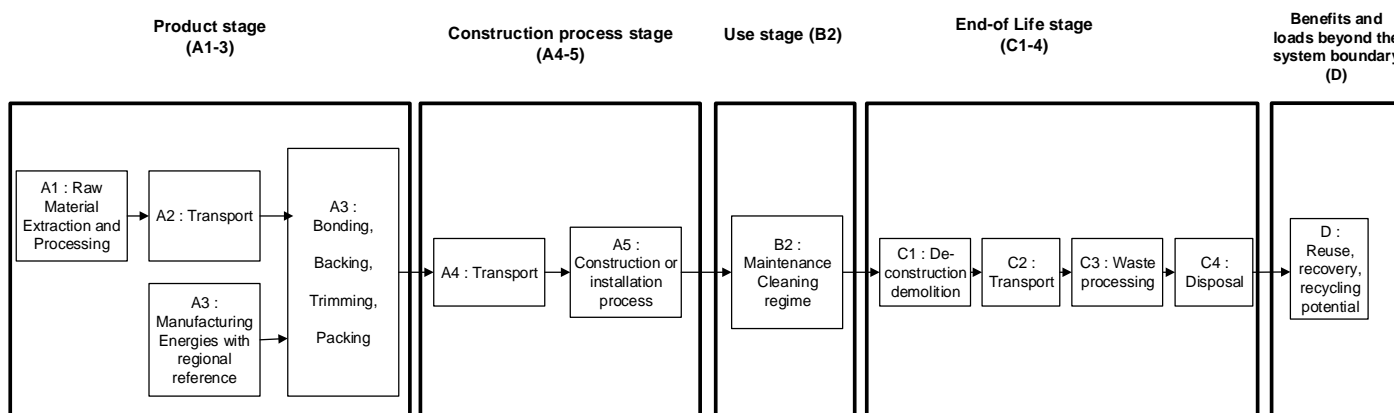 Product stage
(A1-3)
Construction process stage
(A4-5)
Use stage (B2)
End-of Life stage
(C1-4)
Benefits and
loads beyond the
system boundary
(D)
A1 : Raw
Material
Extraction and
Processing
A2 : Transport
A3 :
Manufacturing
Energies with
regional
reference
A3 :
Bonding,
Backing,
Trimming,
Packing
A4 : Transport
A5 :
Construction or
installation
process
B2 :
Maintenance
Cleaning
regime
C1 : De-
construction
demolition
C2 :
Transport
C3 : Waste
processing
C4 :
Disposal
D :
Reuse,
recovery,
recycling
potential